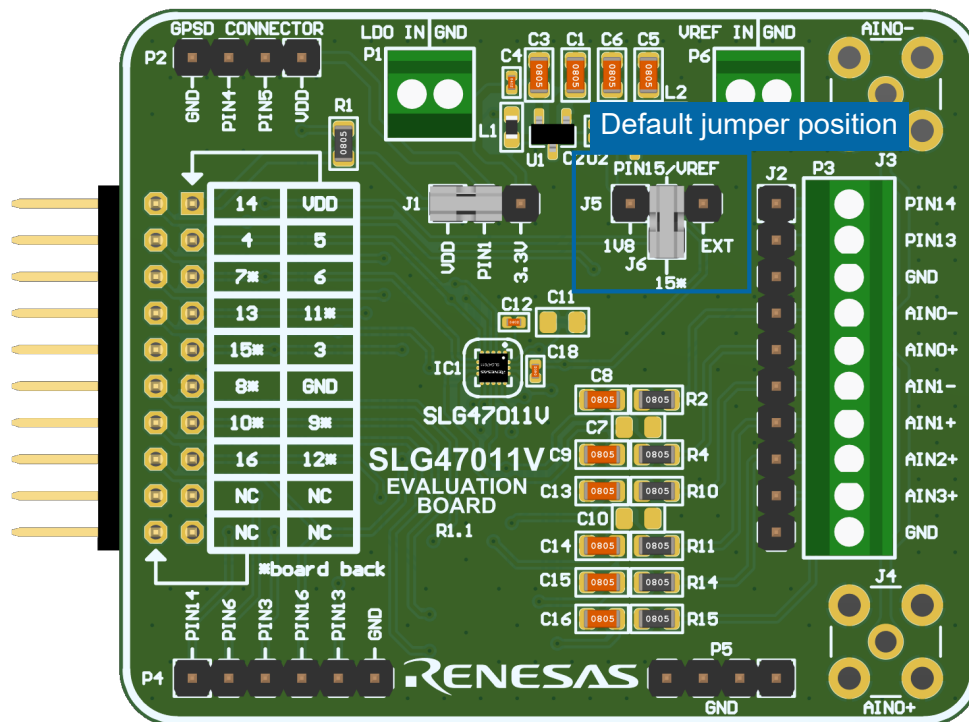 GPSD CONNECTOR
P2
GND
PIN4
PIN5
VDD
LDO IN GND
P1
VREF IN GND
P6
AIN0-
J3
C4
C3
C1
C6
C5
0805
0805
0805
0805
L2
R1
0805
L1
U1
C2
U2
Default jumper position
PIN15/VREF
J1
VDD
PIN1
3.3V
J5
1V8
J6
EXT
15*
J2
P3
PIN14
PIN13
GND
AIN0-
AIN0+
AIN1-
AIN1+
AIN2+
AIN3+
GND
14 VDD
4 5
7* 6
13 11*
15* 3
8* GND
10* 9*
16 12*
NC NC
NC NC
*board back
C12
C11
IC1
RENESAS
C18
SLG47011V
SLG47011V
EVALUATION
BOARD
R1.1
C8 0805 0805 R2
C7
C9 0805 0805 R4
C13 0805 0805 R10
C10
C14 0805 0805 R11
C15 0805 0805 R14
C16 0805 0805 R15
P4
PIN14
PIN6
PIN3
PIN16
PIN13
GND
RENESAS
P5
GND
J4
AIN0+